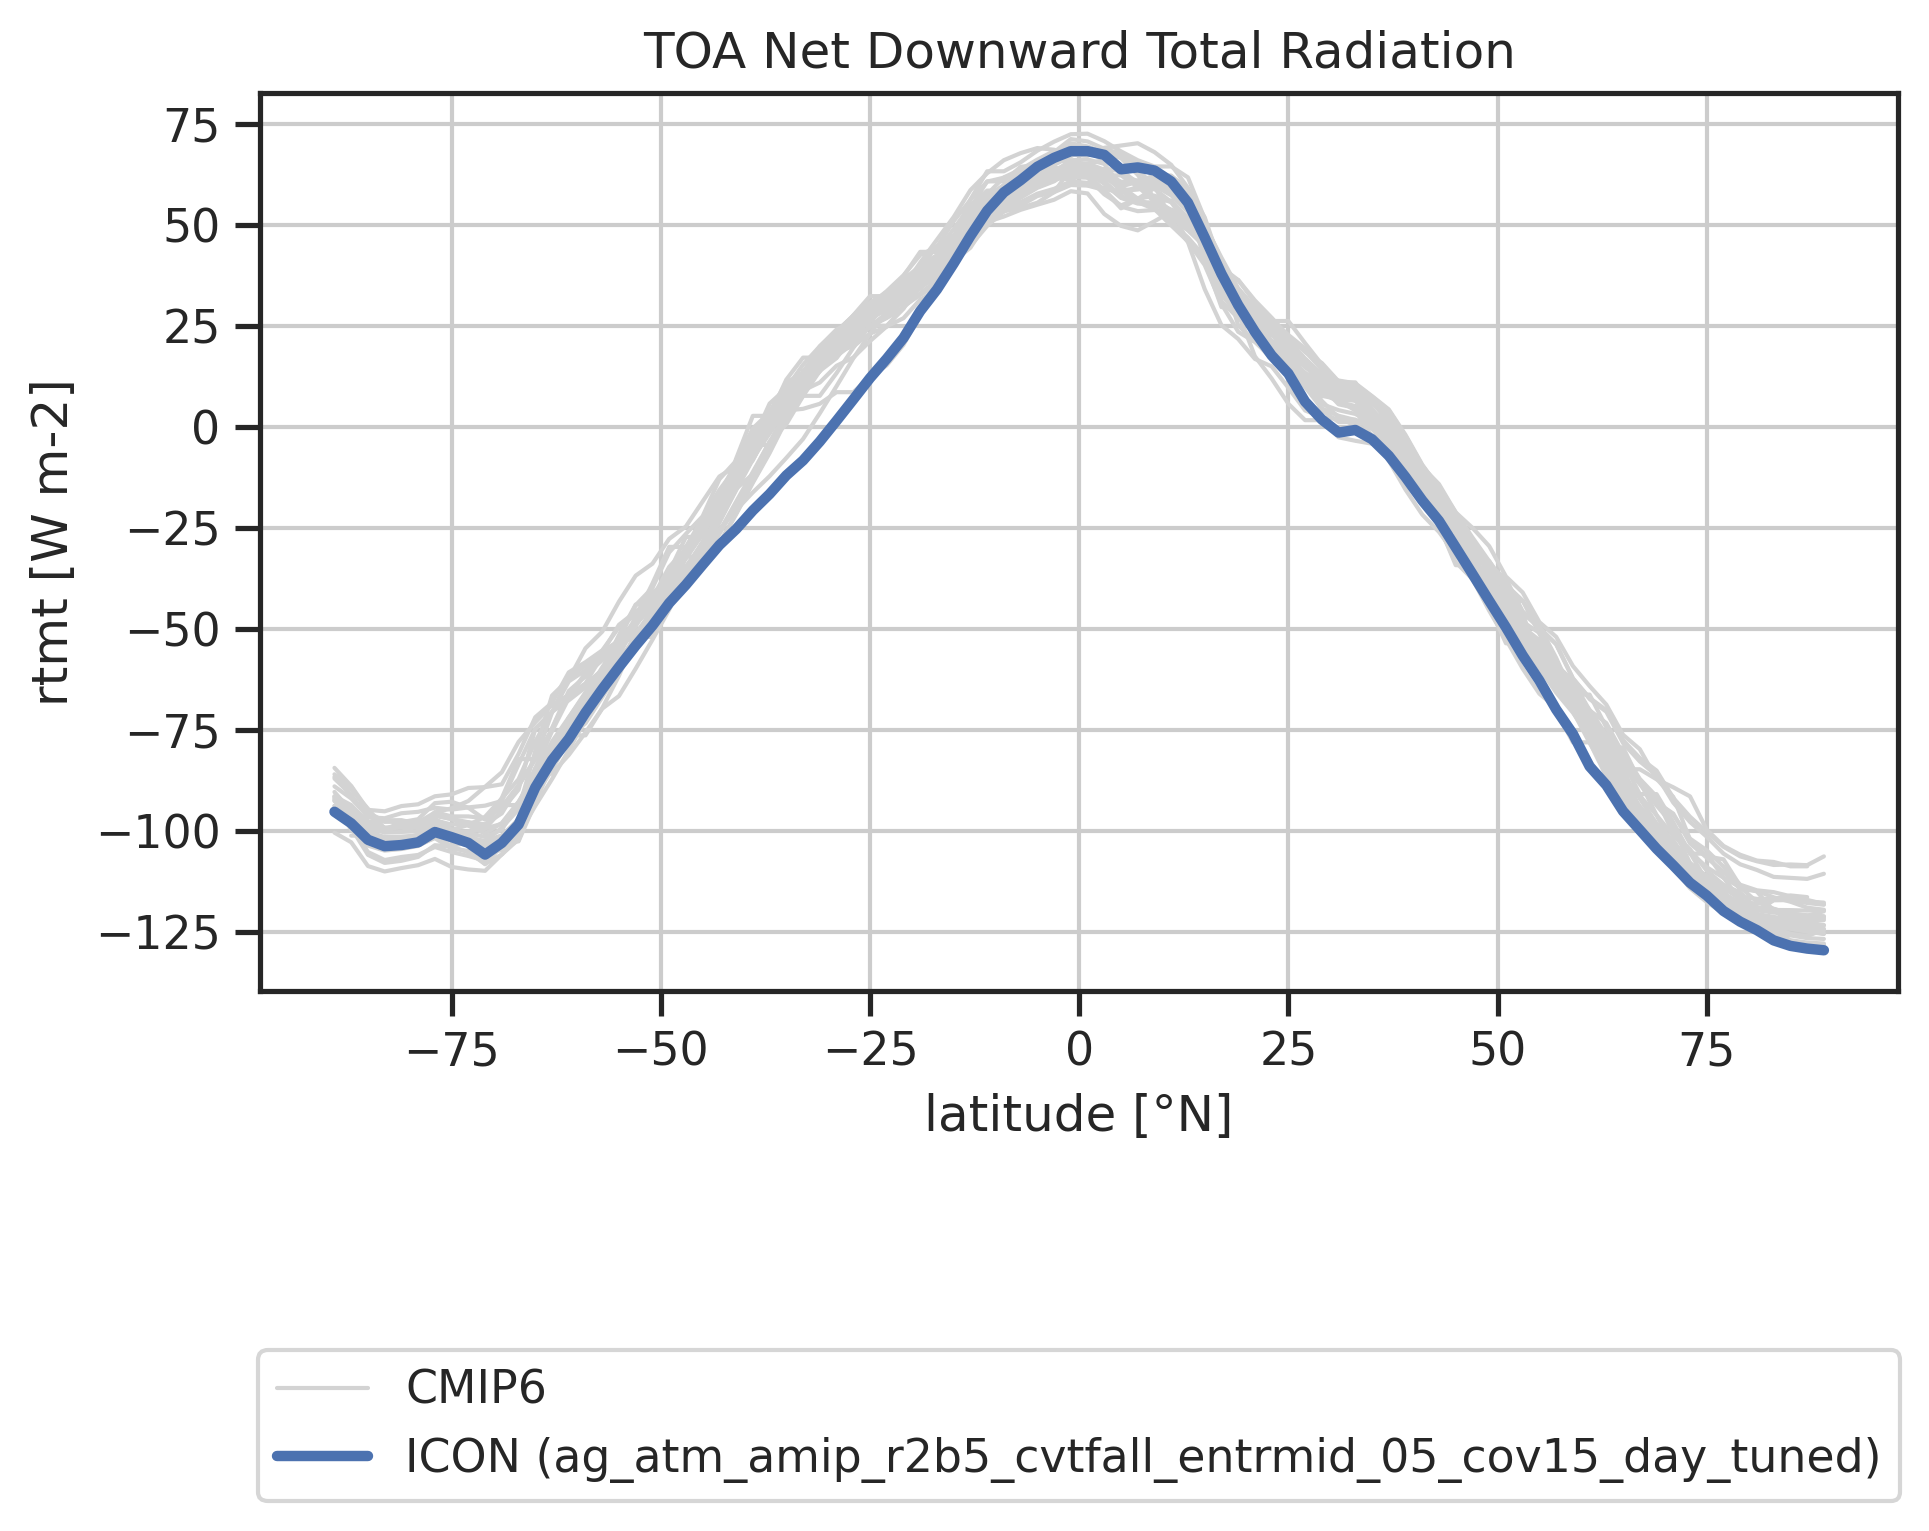 TOA Net Downward Total Radiation
75
50
25
0
−25
−50
−75
−100
−125
rtmt [W m-2]
−75 −50 −25 0 25 50 75
latitude [°N]
CMIP6
ICON (ag_atm_amip_r2b5_cvtfall_entrmid_05_cov15_day_tuned)